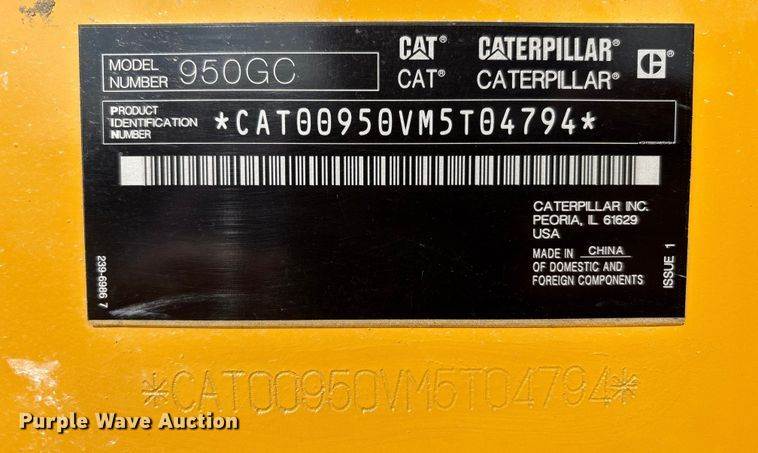 MODEL NUMBER 950GC
CAT® CATERPILLAR®
CAT® CATERPILLAR®
C®
PRODUCT
IDENTIFICATION
NUMBER
*CAT00950VM5T04794*
CATERPILLAR INC.
PEORIA, IL 61629
USA
MADE IN CHINA
OF DOMESTIC AND
FOREIGN COMPONENTS
ISSUE 1
239-6986 7
*CAT00950VM5T04794*
Purple Wave Auction